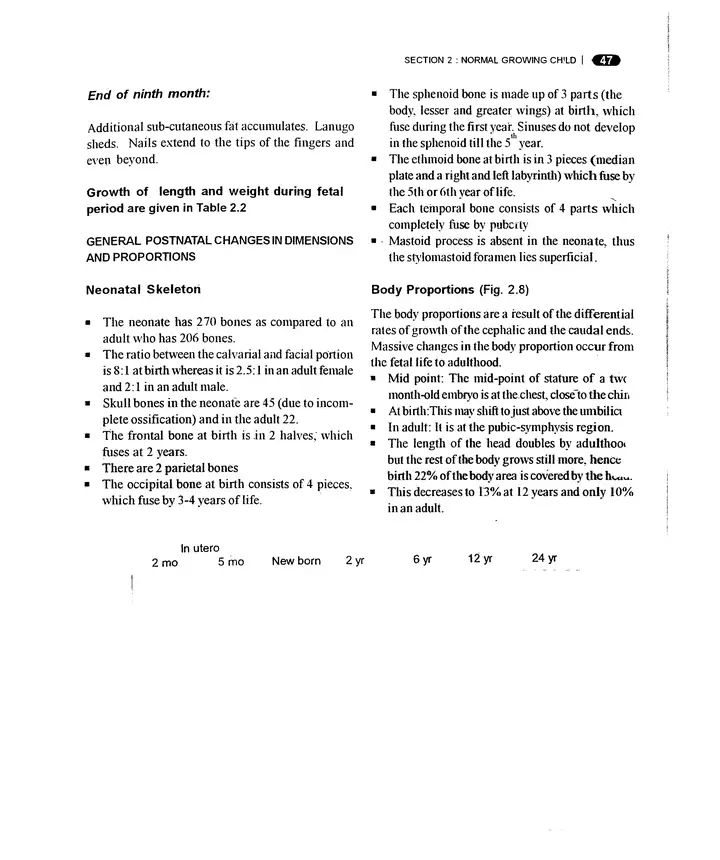 SECTION 2 : NORMAL GROWING CHILD | 47
End of ninth month:
Additional sub-cutaneous fat accumulates. Lanugo
sheds. Nails extend to the tips of the fingers and
even beyond.
Growth of length and weight during fetal
period are given in Table 2.2
GENERAL POSTNATAL CHANGES IN DIMENSIONS
AND PROPORTIONS
Neonatal Skeleton
▪ The neonate has 270 bones as compared to an
adult who has 206 bones.
▪ The ratio between the calvarial and facial portion
is 8:1 at birth whereas it is 2.5:1 in an adult female
and 2:1 in an adult male.
▪ Skull bones in the neonate are 45 (due to incom-
plete ossification) and in the adult 22.
▪ The frontal bone at birth is in 2 halves, which
fuses at 2 years.
▪ There are 2 parietal bones
▪ The occipital bone at birth consists of 4 pieces,
which fuse by 3-4 years of life.
▪ The sphenoid bone is made up of 3 parts (the
body, lesser and greater wings) at birth, which
fuse during the first year. Sinuses do not develop
in the sphenoid till the 5th year.
▪ The ethmoid bone at birth is in 3 pieces (median
plate and a right and left labyrinth) which fuse by
the 5th or 6th year of life.
▪ Each temporal bone consists of 4 parts which
completely fuse by puberty
▪ Mastoid process is absent in the neonate, thus
the stylomastoid foramen lies superficial.
Body Proportions (Fig. 2.8)
The body proportions are a result of the differential
rates of growth of the cephalic and the caudal ends.
Massive changes in the body proportion occur from
the fetal life to adulthood.
▪ Mid point: The mid-point of stature of a
month-old embryo is at the chest, close to the chin
▪ At birth: This may shift to just above the
▪ In adult: It is at the pubic-symphysis region.
▪ The length of the head doubles by
but the rest of the body grows still more, hence
birth 22% of the body area is covered by the
▪ This decreases to 13% at 12 years and only 10%
in an adult.
In utero
2 mo 5 mo New born 2 yr 6 yr 12 yr 24 yr